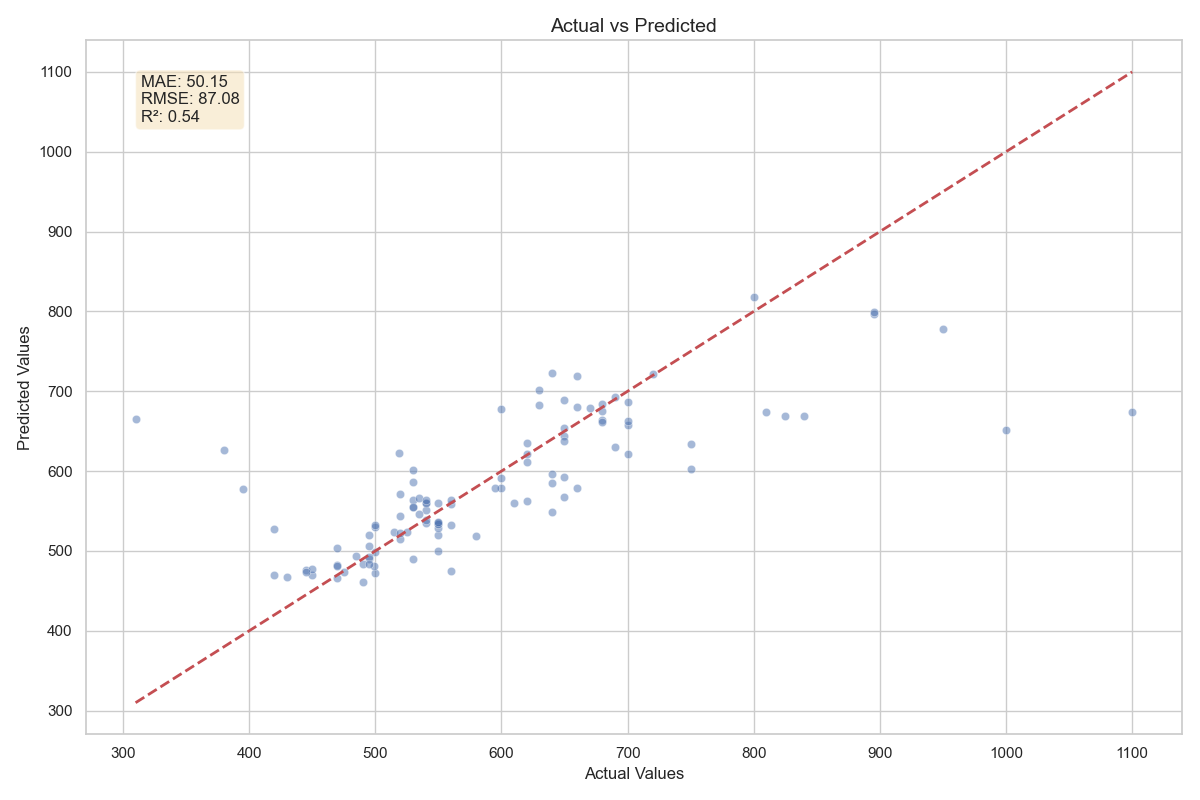 Actual vs Predicted
MAE: 50.15
RMSE: 87.08
R²: 0.54
Predicted Values
1100
1000
900
800
700
600
500
400
300
300 400 500 600 700 800 900 1000 1100
Actual Values